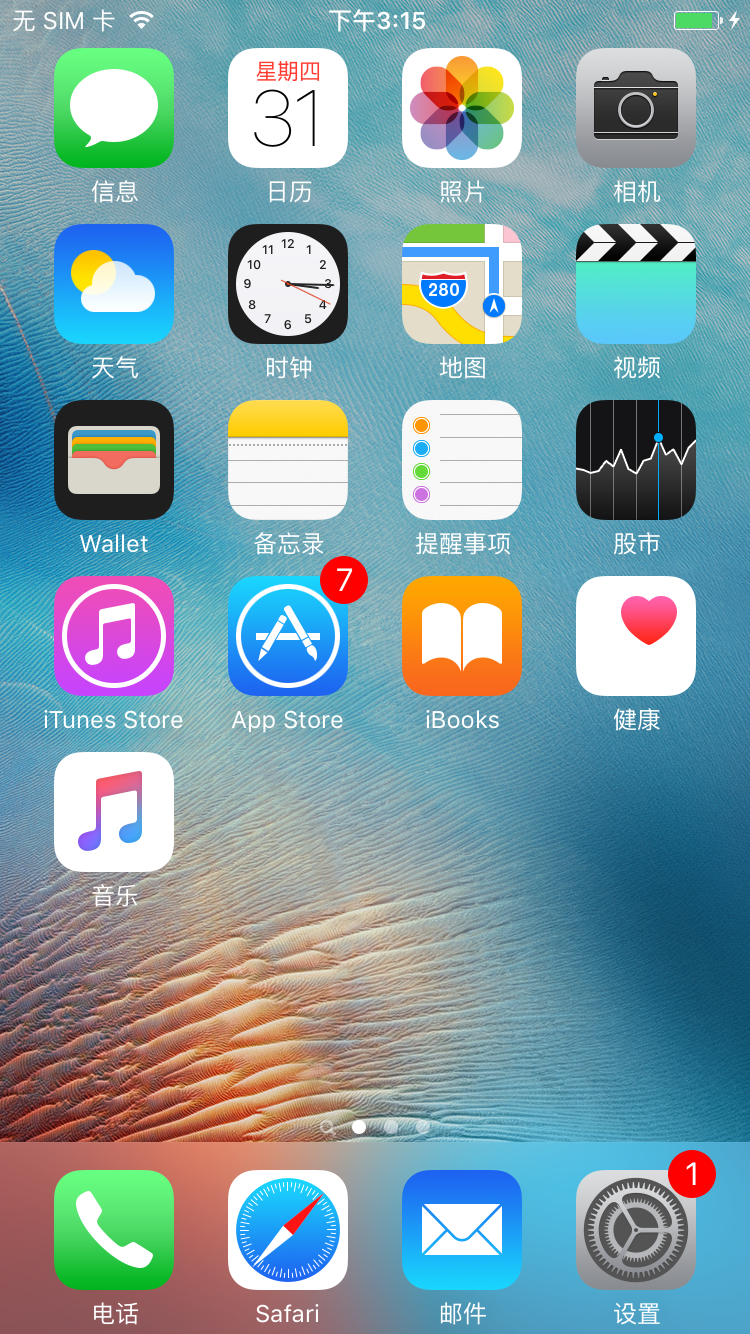 无 SIM 卡 下午3:15
星期四
31
信息 日历 照片 相机
12
11 1
10 2
9 3
8 4
7 5
6
280
天气 时钟 地图 视频
Wallet 备忘录 提醒事项 股市
7
iTunes Store App Store iBooks 健康
音乐
1
电话 Safari 邮件 设置